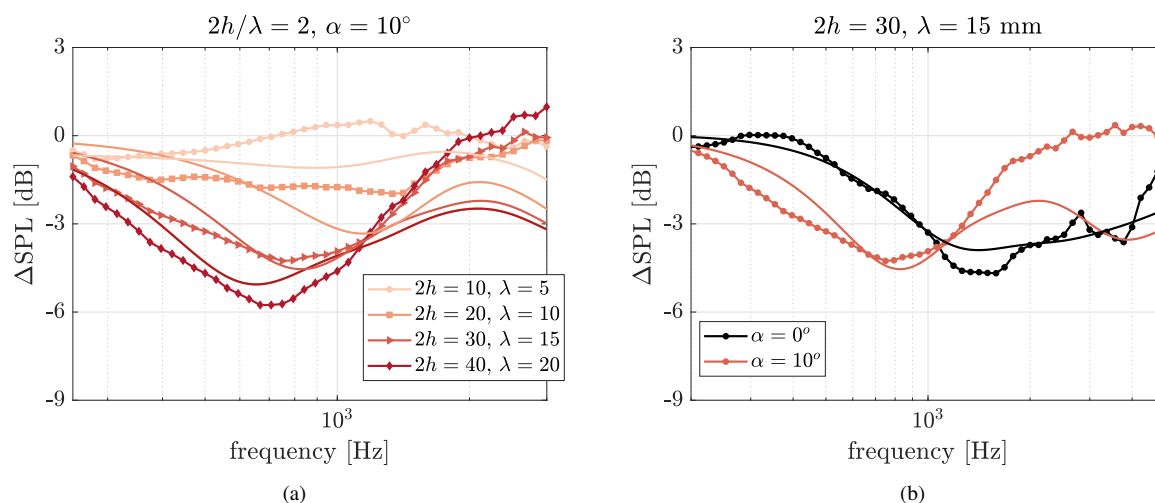 2h/λ = 2, α = 10°
3
0
-3
-6
-9
ΔSPL [dB]
2h = 10, λ = 5
2h = 20, λ = 10
2h = 30, λ = 15
2h = 40, λ = 20
10³
frequency [Hz]
(a)
2h = 30, λ = 15 mm
3
0
-3
-6
-9
ΔSPL [dB]
α = 0ᵒ
α = 10ᵒ
10³
frequency [Hz]
(b)